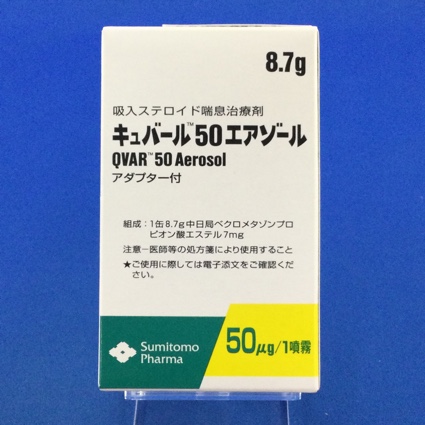 8.7g
吸入ステロイド喘息治療剤
キュバール™50エアゾール
QVAR™50 Aerosol
アダプター付
組成：1缶8.7g中日局ベクロメタゾンプロ
ピオン酸エステル7mg
注意－医師等の処方箋により使用すること
★ご使用に際しては電子添文をご確認くだ
さい。
Sumitomo
Pharma
50μg/1噴霧